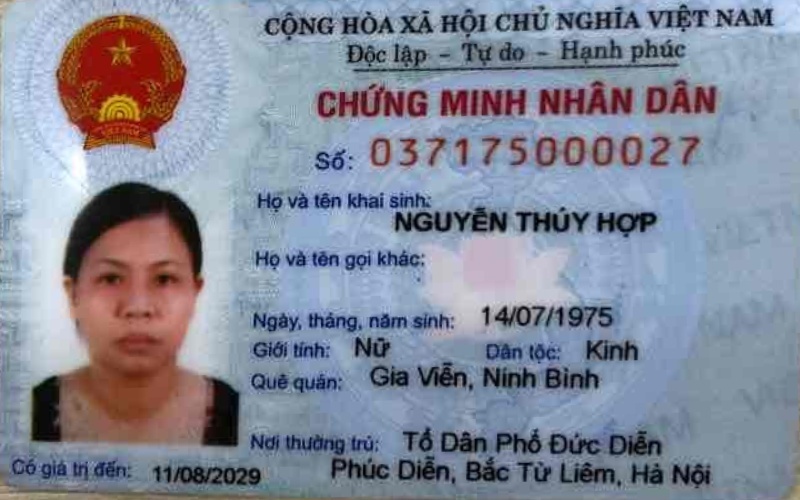 CỘNG HÒA XÃ HỘI CHỦ NGHĨA VIỆT NAM
Độc lập - Tự do - Hạnh phúc
CHỨNG MINH NHÂN DÂN
Số: 037175000027
Họ và tên khai sinh:
NGUYỄN THÚY HỢP
Họ và tên gọi khác:
Ngày, tháng, năm sinh: 14/07/1975
Giới tính: Nữ Dân tộc: Kinh
Quê quán: Gia Viễn, Ninh Bình
Nơi thường trú: Tổ Dân Phố Đức Diễn
Phúc Diễn, Bắc Từ Liêm, Hà Nội
Có giá trị đến: 11/08/2029